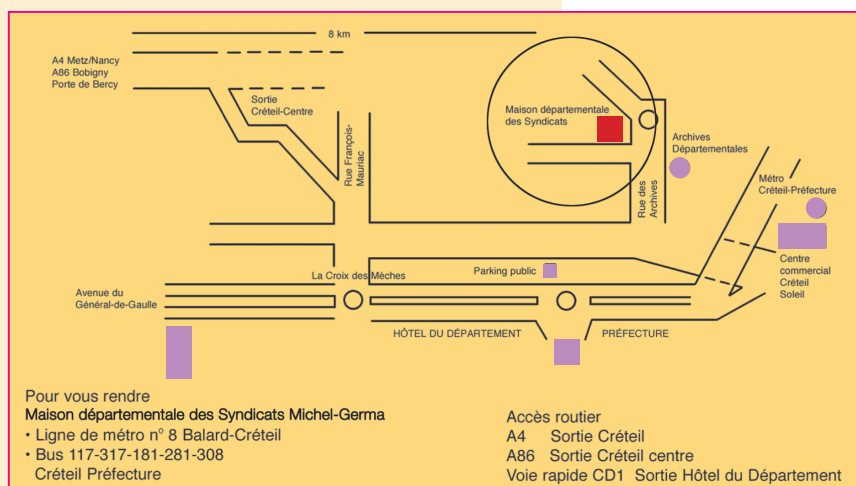 8 km
A4 Metz/Nancy
A86 Bobigny
Porte de Bercy
Sortie
Créteil-Centre
Rue François-
Mauriac
Maison départementale
des Syndicats
Archives
Départementales
Rue des
Archives
Métro
Créteil-Préfecture
Centre
commercial
Créteil
Soleil
La Croix des Mèches
Parking public
Avenue du
Général-de-Gaulle
HÔTEL DU DÉPARTEMENT
PRÉFECTURE
Pour vous rendre
Maison départementale des Syndicats Michel-Germa
• Ligne de métro nº 8 Balard-Créteil
• Bus 117-317-181-281-308
Créteil Préfecture
Accès routier
A4 Sortie Créteil
A86 Sortie Créteil centre
Voie rapide CD1 Sortie Hôtel du Département